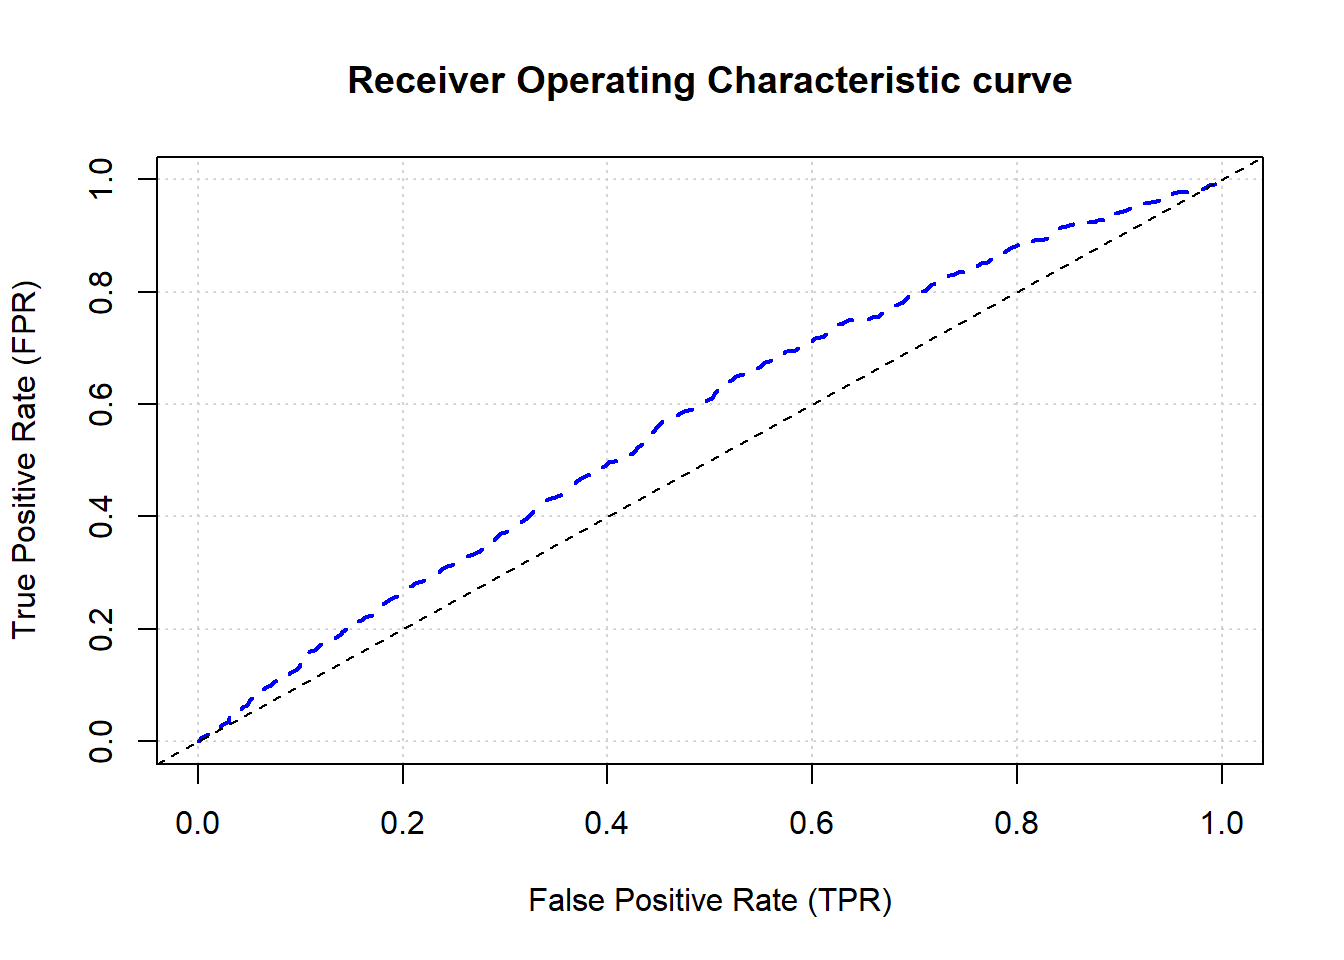 Receiver Operating Characteristic curve
True Positive Rate (FPR)
1.0
0.8
0.6
0.4
0.2
0.0
0.0 0.2 0.4 0.6 0.8 1.0
False Positive Rate (TPR)